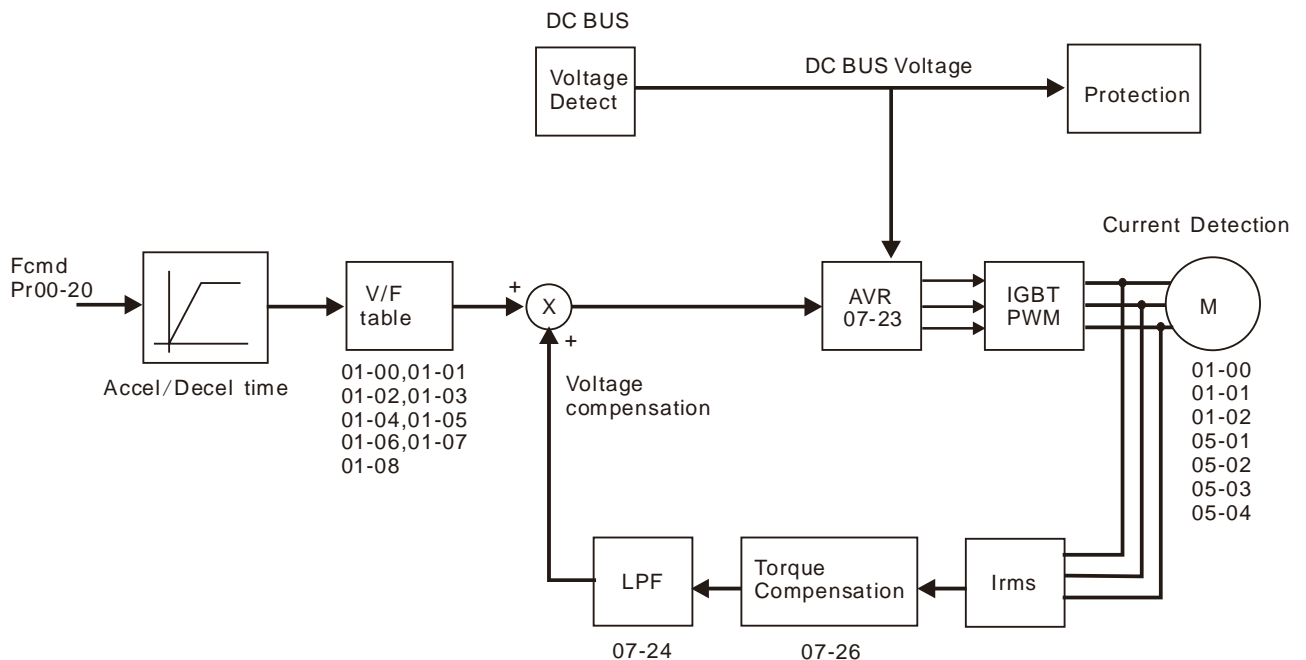 DC BUS
Voltage
Detect
DC BUS Voltage
Protection
Current Detection
Fcmd
Pr00-20
Accel/Decel time
V/F
table
01-00,01-01
01-02,01-03
01-04,01-05
01-06,01-07
01-08
+
X
+
Voltage
compensation
AVR
07-23
IGBT
PWM
M
01-00
01-01
01-02
05-01
05-02
05-03
05-04
LPF
07-24
Torque
Compensation
07-26
Irms